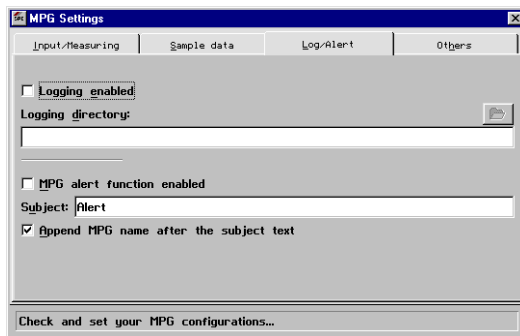 MPG Settings
Input/Measuring Sample data Log/Alert Others
Logging enabled
Logging directory:
MPG alert function enabled
Subject: Alert
Append MPG name after the subject text
Check and set your MPG configurations...